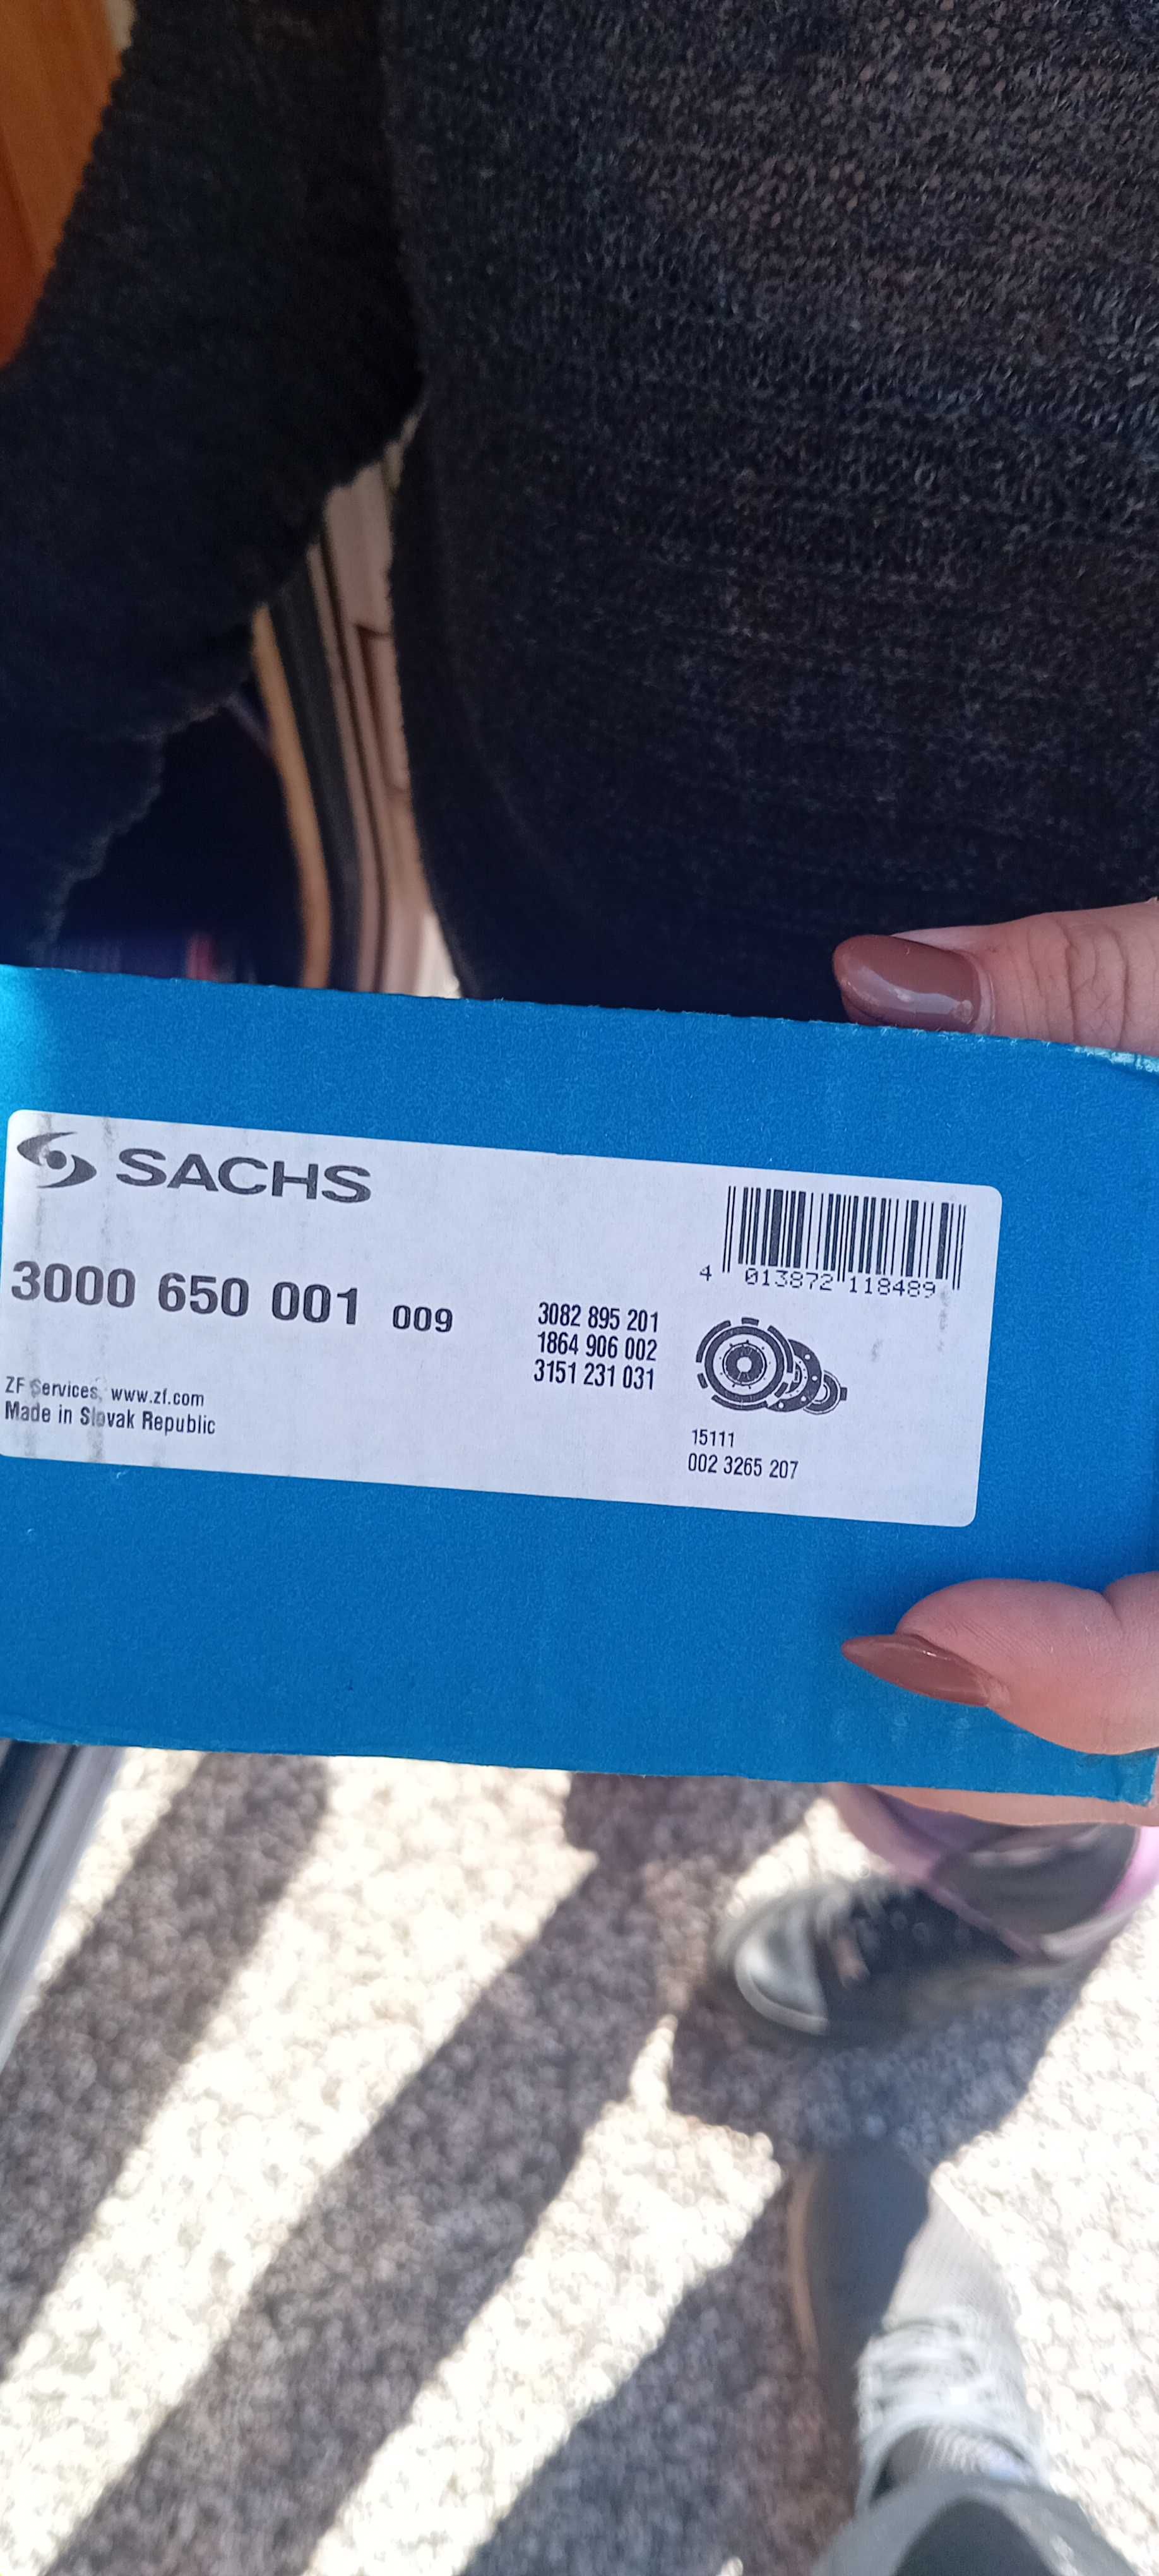 SACHS
4 013872 118489
3000 650 001 009
3082 895 201
1864 906 002
3151 231 031
ZF Services, www.zf.com
Made in Slovak Republic
15111
002 3265 207